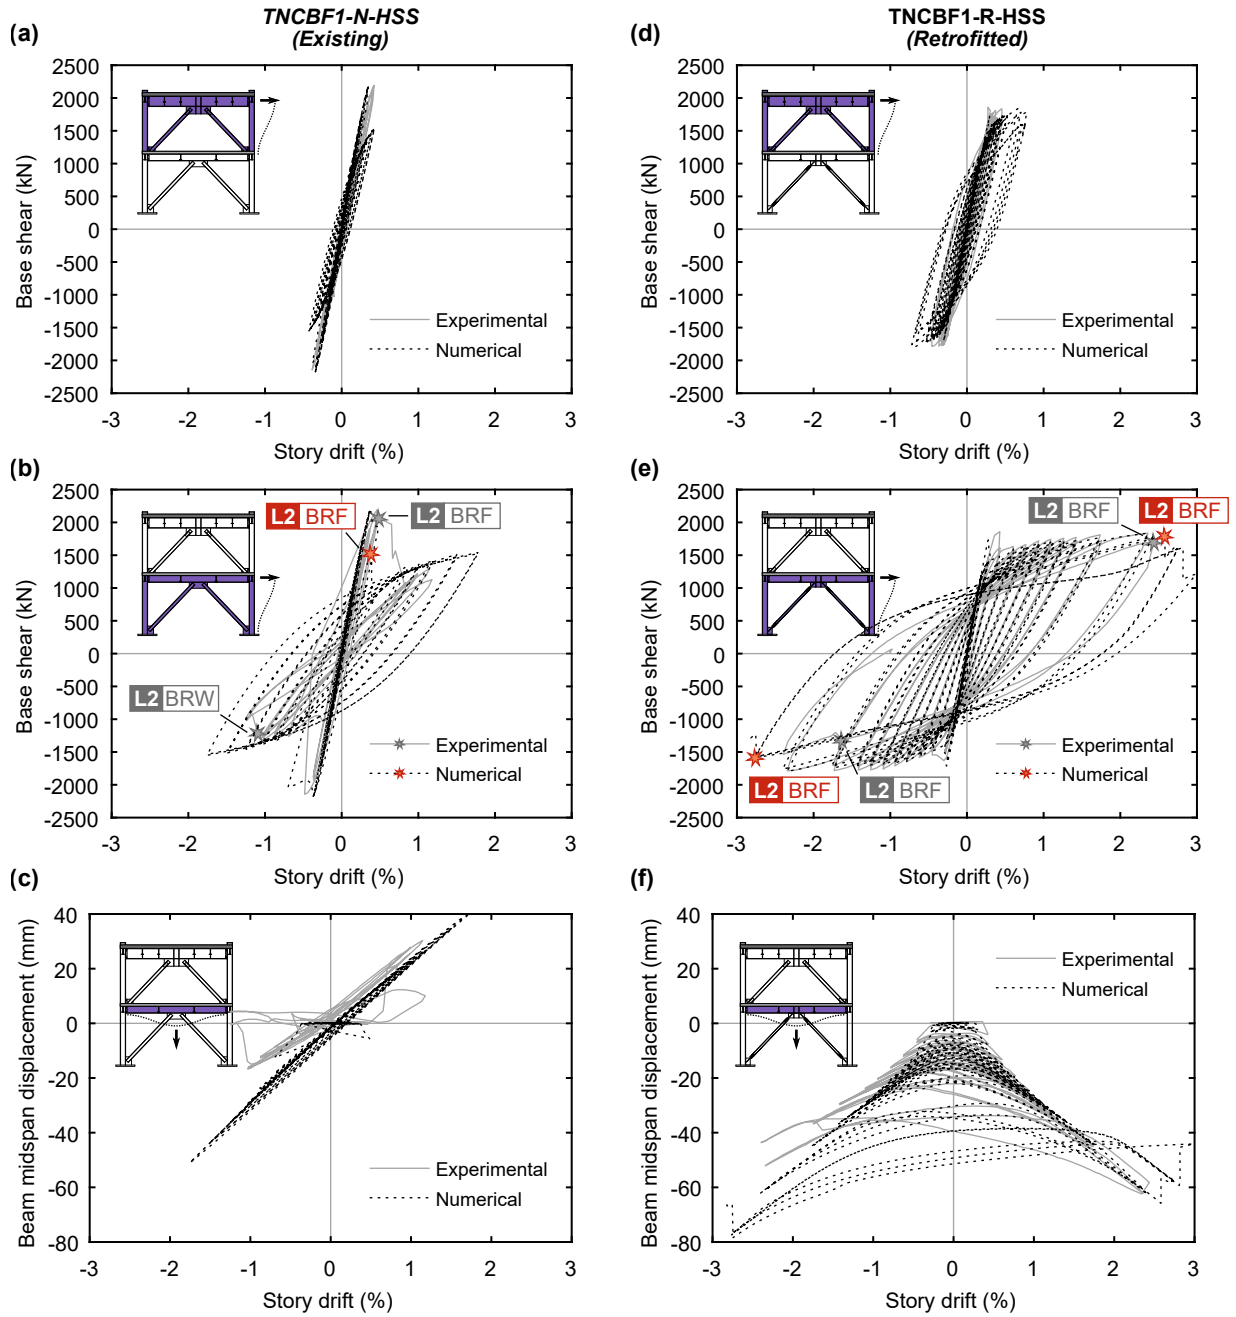 (a)
TNCBF1-N-HSS
(Existing)
2500
2000
1500
1000
500
0
-500
-1000
-1500
-2000
-2500
Base shear (kN)
Experimental
Numerical
-3 -2 -1 0 1 2 3
Story drift (%)
(d)
TNCBF1-R-HSS
(Retrofitted)
2500
2000
1500
1000
500
0
-500
-1000
-1500
-2000
-2500
Base shear (kN)
Experimental
Numerical
-3 -2 -1 0 1 2 3
Story drift (%)
(b)
2500
2000
1500
1000
500
0
-500
-1000
-1500
-2000
-2500
Base shear (kN)
L2 BRF
L2 BRF
L2 BRW
Experimental
Numerical
-3 -2 -1 0 1 2 3
Story drift (%)
(e)
2500
2000
1500
1000
500
0
-500
-1000
-1500
-2000
-2500
Base shear (kN)
L2 BRF
L2 BRF
Experimental
Numerical
L2 BRF
L2 BRF
-3 -2 -1 0 1 2 3
Story drift (%)
(c)
40
20
0
-20
-40
-60
-80
Beam midspan displacement (mm)
Experimental
Numerical
-3 -2 -1 0 1 2 3
Story drift (%)
(f)
40
20
0
-20
-40
-60
-80
Beam midspan displacement (mm)
Experimental
Numerical
-3 -2 -1 0 1 2 3
Story drift (%)